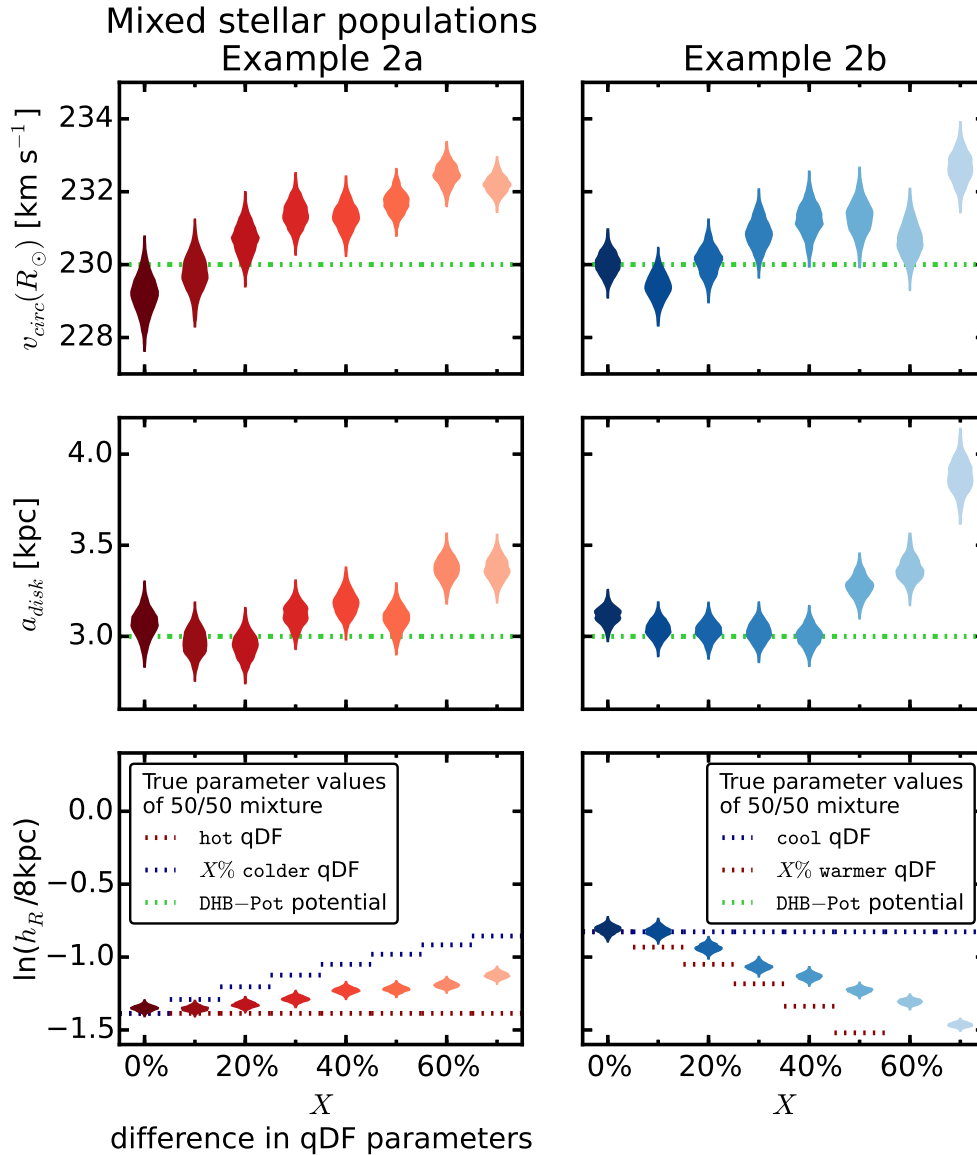 Mixed stellar populations
Example 2a
Example 2b
v_circ(R_⊙) [km s⁻¹]
234
232
230
228
a_disk [kpc]
4.0
3.5
3.0
ln(h_R/8kpc)
0.0
−0.5
−1.0
−1.5
True parameter values
of 50/50 mixture
hot qDF
X% colder qDF
DHB−Pot potential
True parameter values
of 50/50 mixture
cool qDF
X% warmer qDF
DHB−Pot potential
0% 20% 40% 60%
0% 20% 40% 60%
X
X
difference in qDF parameters